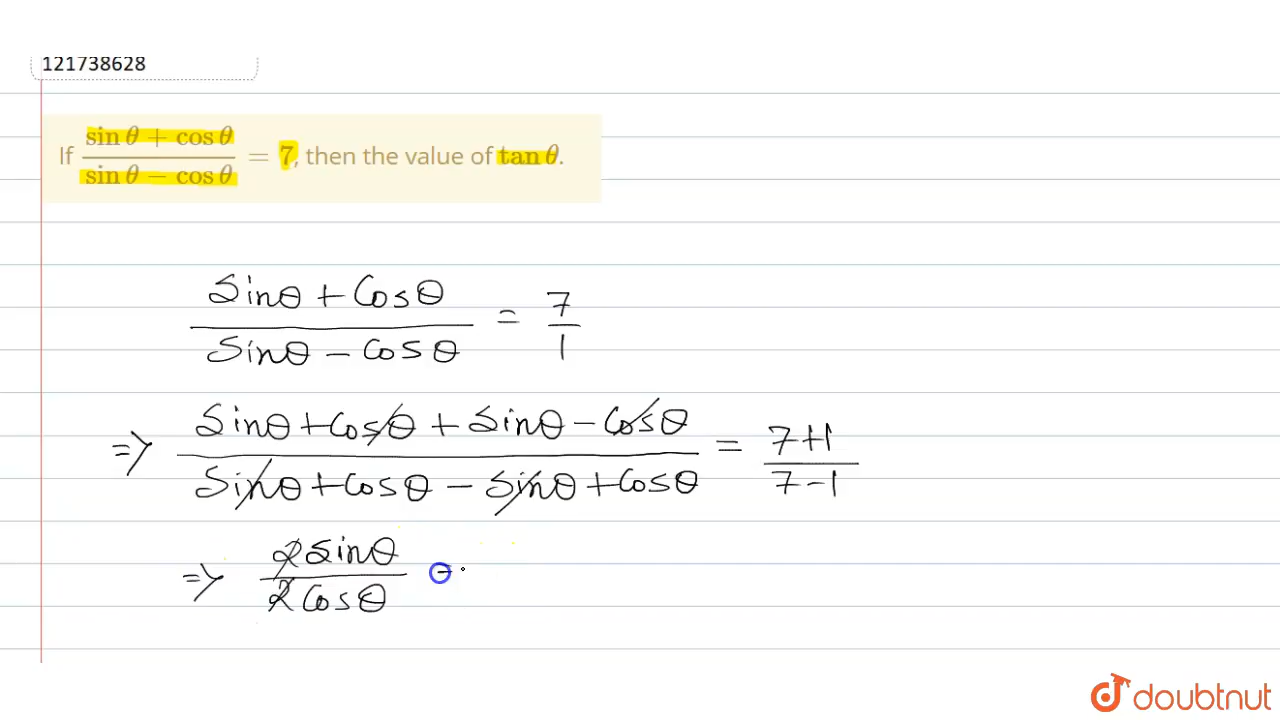 121738628
If (sin θ + cos θ)/(sin θ − cos θ) = 7, then the value of tan θ.
(Sinθ + Cosθ)/(Sinθ − Cosθ) = 7/1
=> (Sinθ + Cosθ + Sinθ − Cosθ)/(Sinθ + Cosθ − Sinθ + Cosθ) = (7+1)/(7−1)
=> 2Sinθ/2Cosθ =
doubtnut